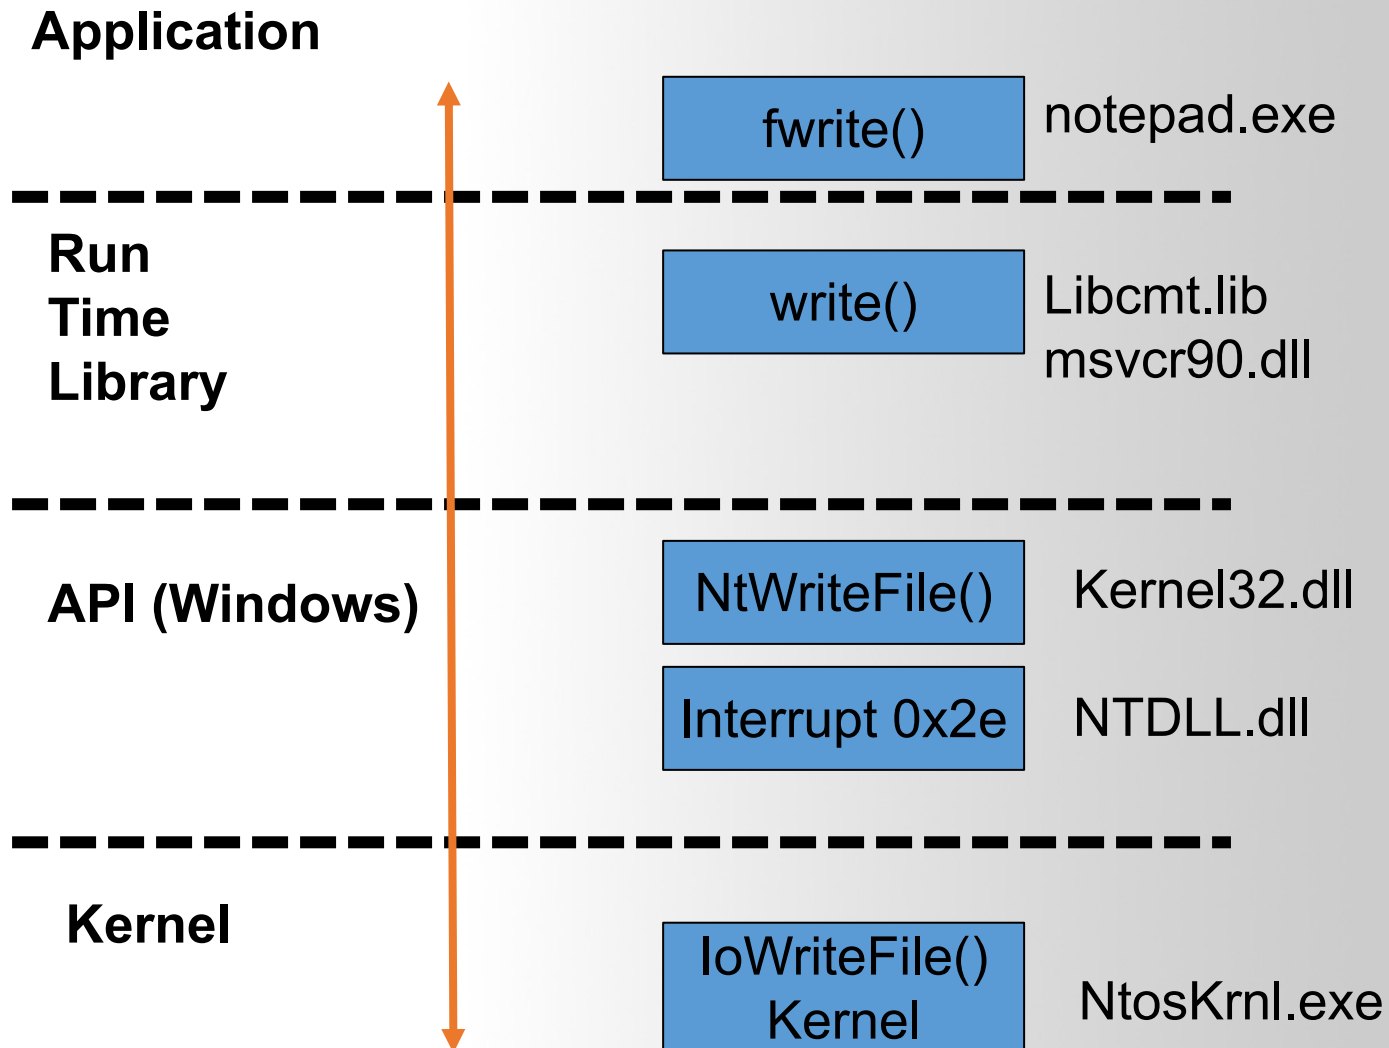 Application
fwrite()
notepad.exe
Run
Time
Library
write()
Libcmt.lib
msvcr90.dll
API (Windows)
NtWriteFile()
Kernel32.dll
Interrupt 0x2e
NTDLL.dll
Kernel
IoWriteFile()
Kernel
NtosKrnl.exe